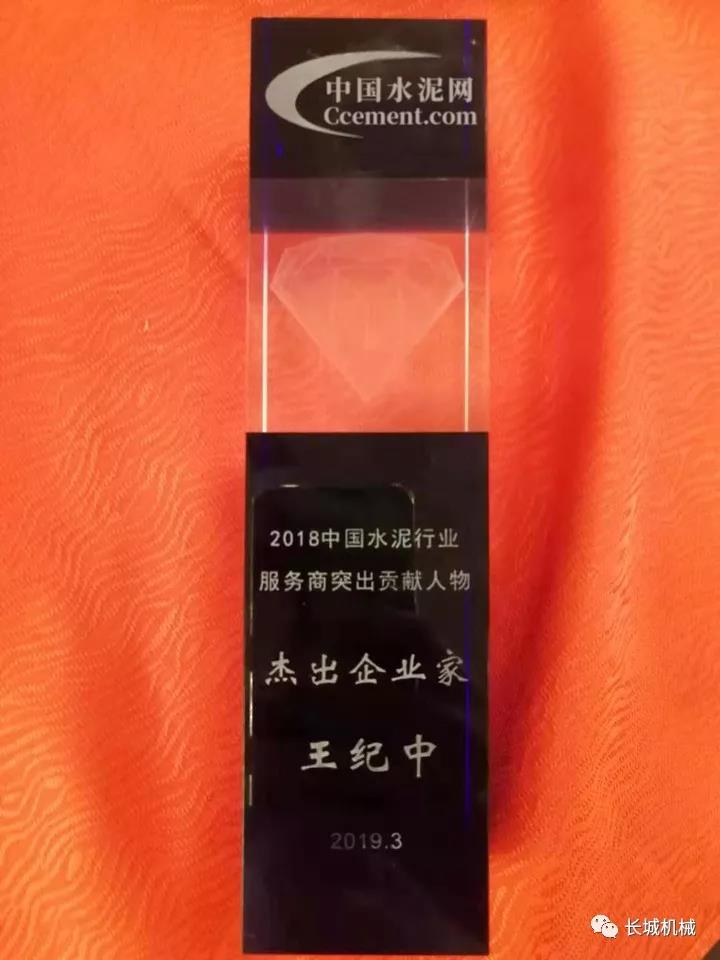 中国水泥网
Ccement.com
2018中国水泥行业
服务商突出贡献人物
杰出企业家
王纪中
2019.3
长城机械